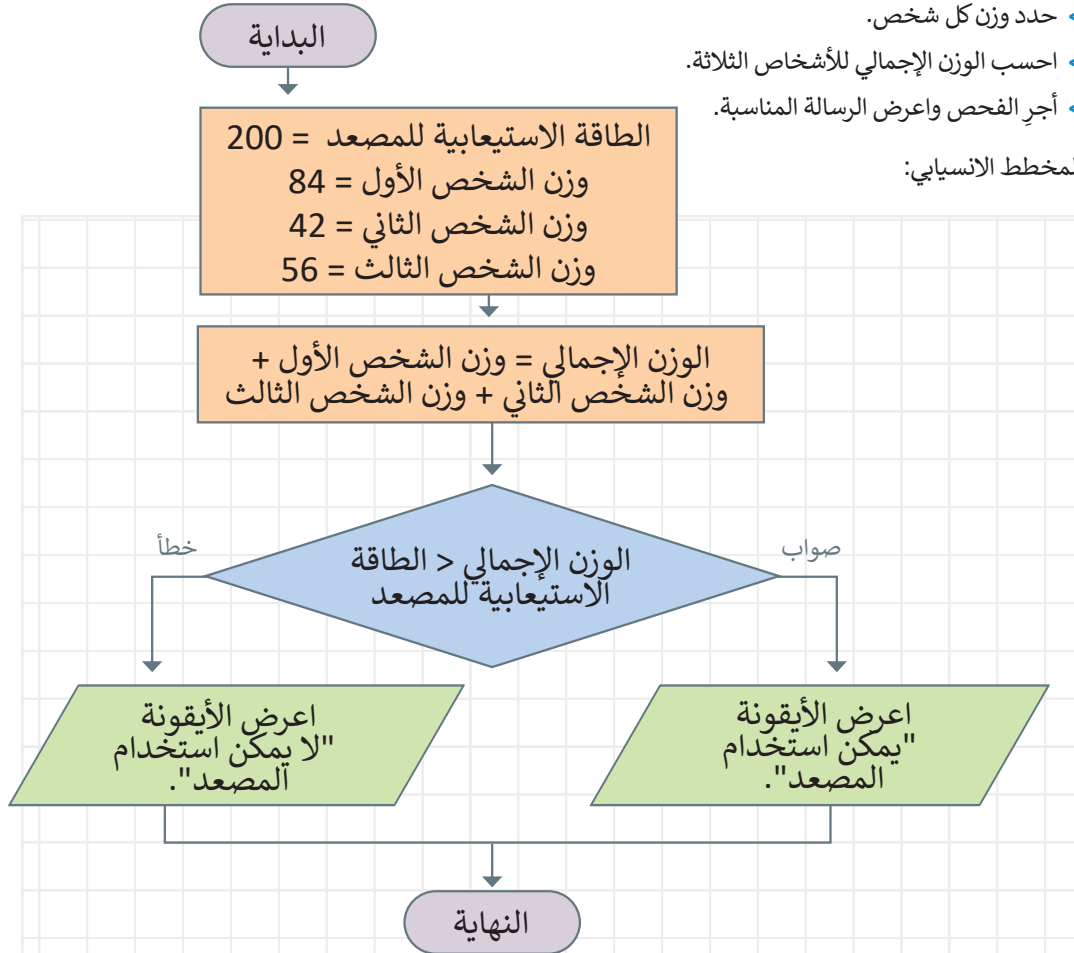 حدد وزن كل شخص.
احسب الوزن الإجمالي للأشخاص الثلاثة.
أجرِ الفحص واعرض الرسالة المناسبة.
لمخطط الانسيابي:
البداية
الطاقة الاستيعابية للمصعد = 200
وزن الشخص الأول = 84
وزن الشخص الثاني = 42
وزن الشخص الثالث = 56
الوزن الإجمالي = وزن الشخص الأول +
وزن الشخص الثاني + وزن الشخص الثالث
الوزن الإجمالي < الطاقة
الاستيعابية للمصعد
صواب
خطأ
اعرض الأيقونة
"يمكن استخدام
المصعد".
اعرض الأيقونة
"لا يمكن استخدام
المصعد".
النهاية